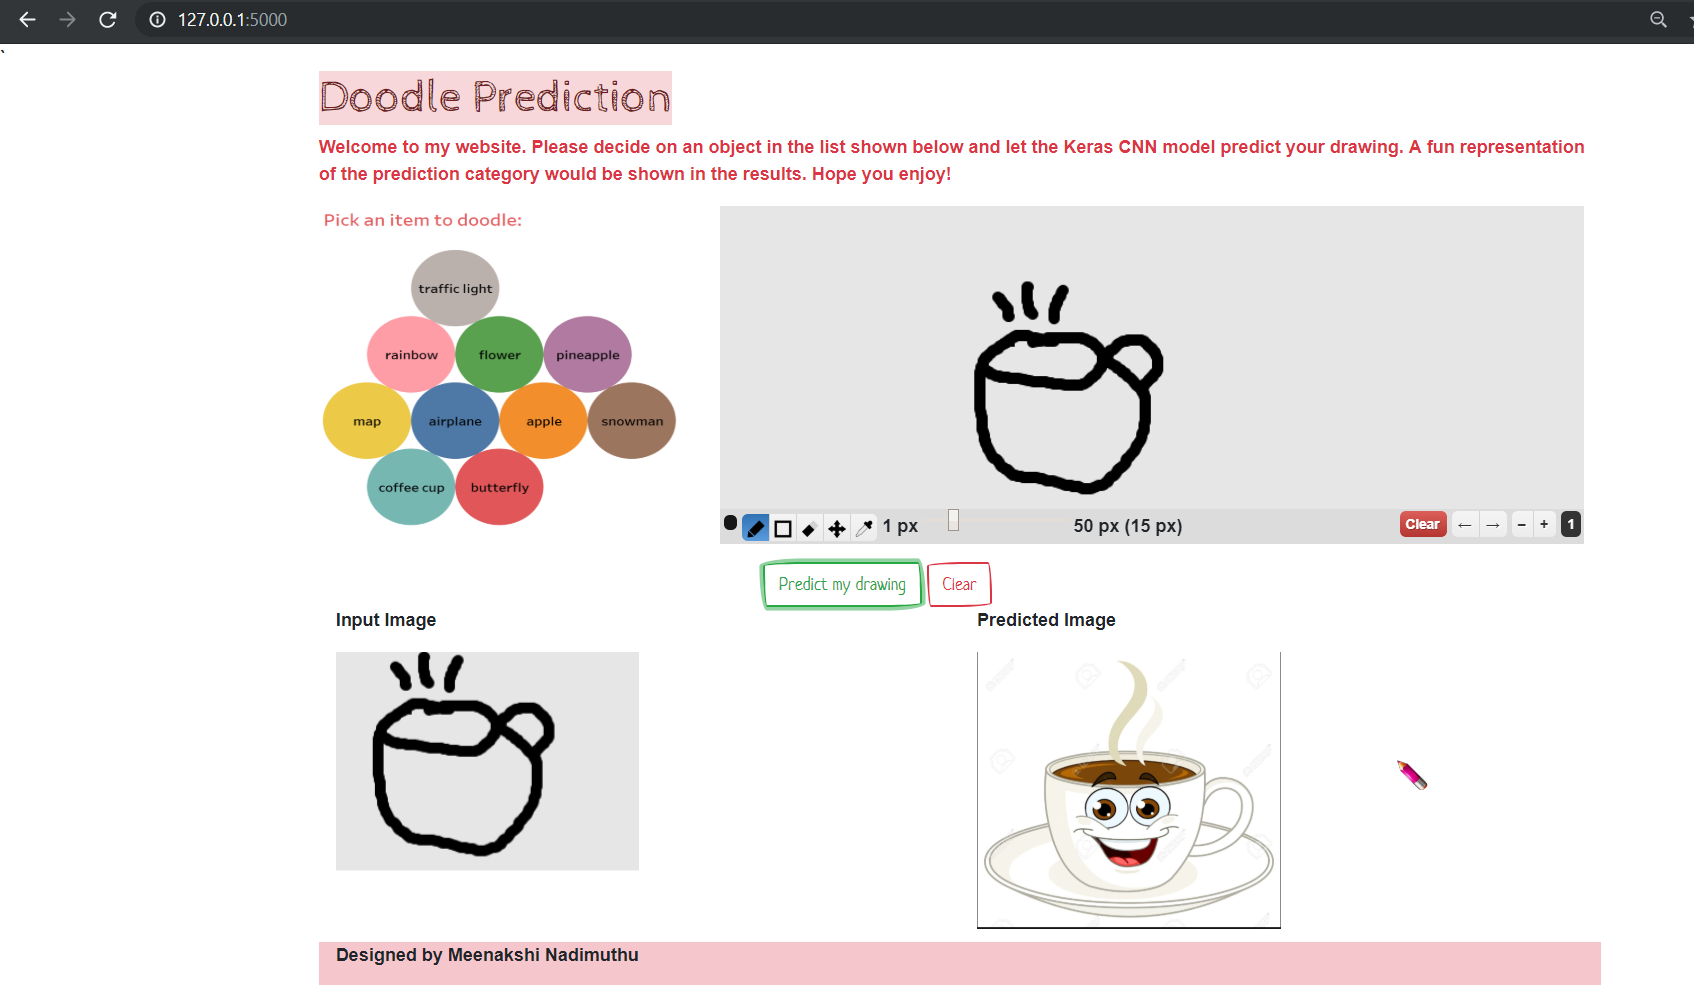 127.0.0.1:5000
`
Doodle Prediction
Welcome to my website. Please decide on an object in the list shown below and let the Keras CNN model predict your drawing. A fun representation
of the prediction category would be shown in the results. Hope you enjoy!
Pick an item to doodle:
traffic light
rainbow flower pineapple
map airplane apple snowman
coffee cup butterfly
1 px 50 px (15 px) Clear ← → − + 1
Predict my drawing Clear
Input Image Predicted Image
Designed by Meenakshi Nadimuthu